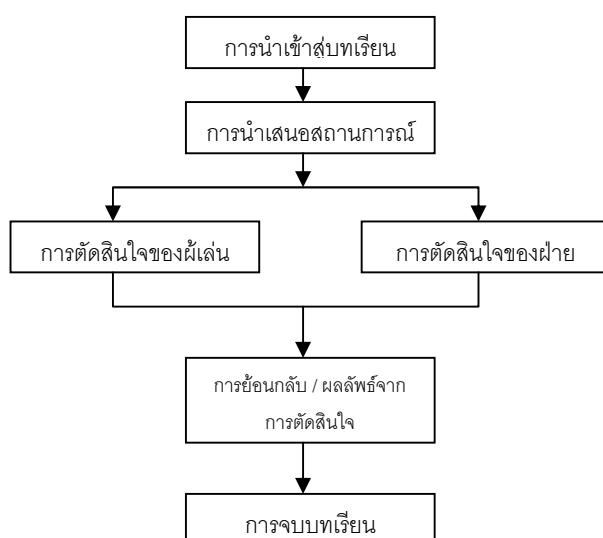 การนำเข้าสู่บทเรียน
การนำเสนอสถานการณ์
การตัดสินใจของผู้เล่น
การตัดสินใจของฝ่าย
การย้อนกลับ / ผลลัพธ์จาก
การตัดสินใจ
การจบบทเรียน